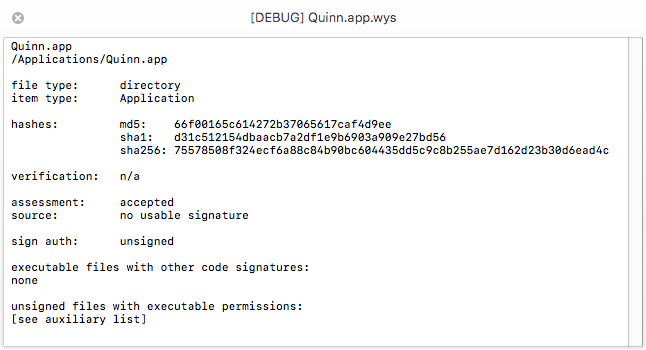 [DEBUG] Quinn.app.wys
Quinn.app
/Applications/Quinn.app
file type: directory
item type: Application
hashes: md5: 66f00165c614272b37065617caf4d9ee
sha1: d31c512154dbaacb7a2df1e9b6903a909e27bd56
sha256: 75578508f324ecf6a88c84b90bc604435dd5c9c8b255ae7d162d23b30d6ead4c
verification: n/a
assessment: accepted
source: no usable signature
sign auth: unsigned
executable files with other code signatures:
none
unsigned files with executable permissions:
[see auxiliary list]